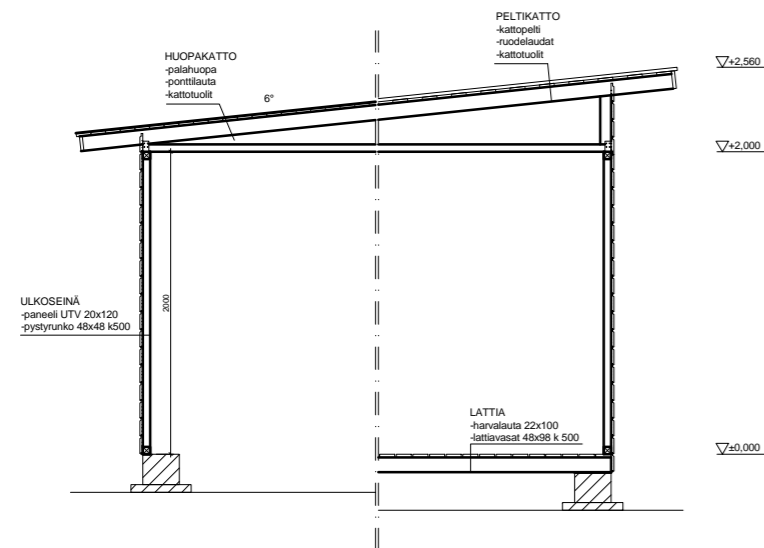 PELTIKATTO
-kattopelti
-ruodelaudat
-kattotuolit
HUOPAKATTO
-palahuopa
-ponttilauta
-kattotuolit
6°
+2,560
+2,000
2000
ULKOSEINÄ
-paneeli UTV 20x120
-pystyrunko 48x48 k500
LATTIA
-harvalauta 22x100
-lattiavasat 48x98 k 500
±0,000